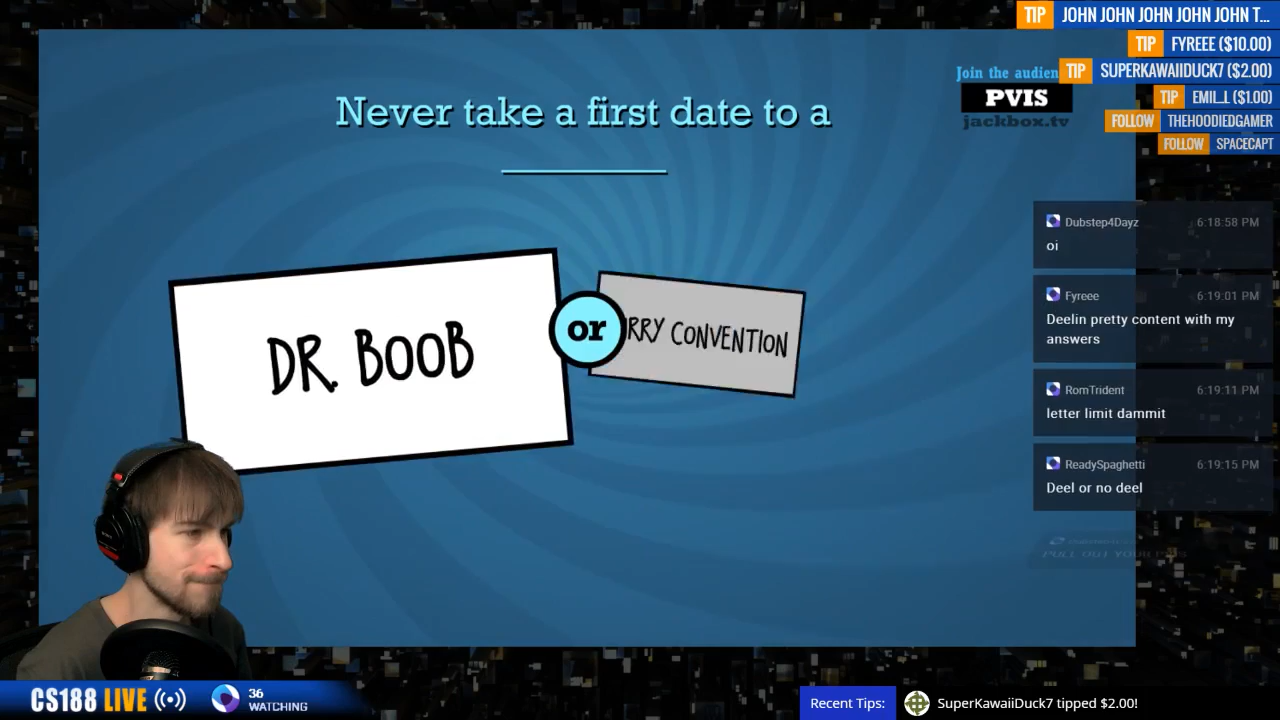 Never take a first date to a
DR. BOOB
or
RRY CONVENTION
Join the audien
PVIS
jackbox.tv
TIP JOHN JOHN JOHN JOHN JOHN T...
TIP FYREEE ($10.00)
TIP SUPERKAWAIIDUCK7 ($2.00)
TIP EMIL_L ($1.00)
FOLLOW THEHOODIEDGAMER
FOLLOW SPACECAPT
Dubstep4Dayz 6:18:58 PM
oi
Fyreee 6:19:01 PM
Deelin pretty content with my
answers
RomTrident 6:19:11 PM
letter limit dammit
ReadySpaghetti 6:19:15 PM
Deel or no deel
PULL OUT YOUR
CS188 LIVE
36
WATCHING
Recent Tips: SuperKawaiiDuck7 tipped $2.00!